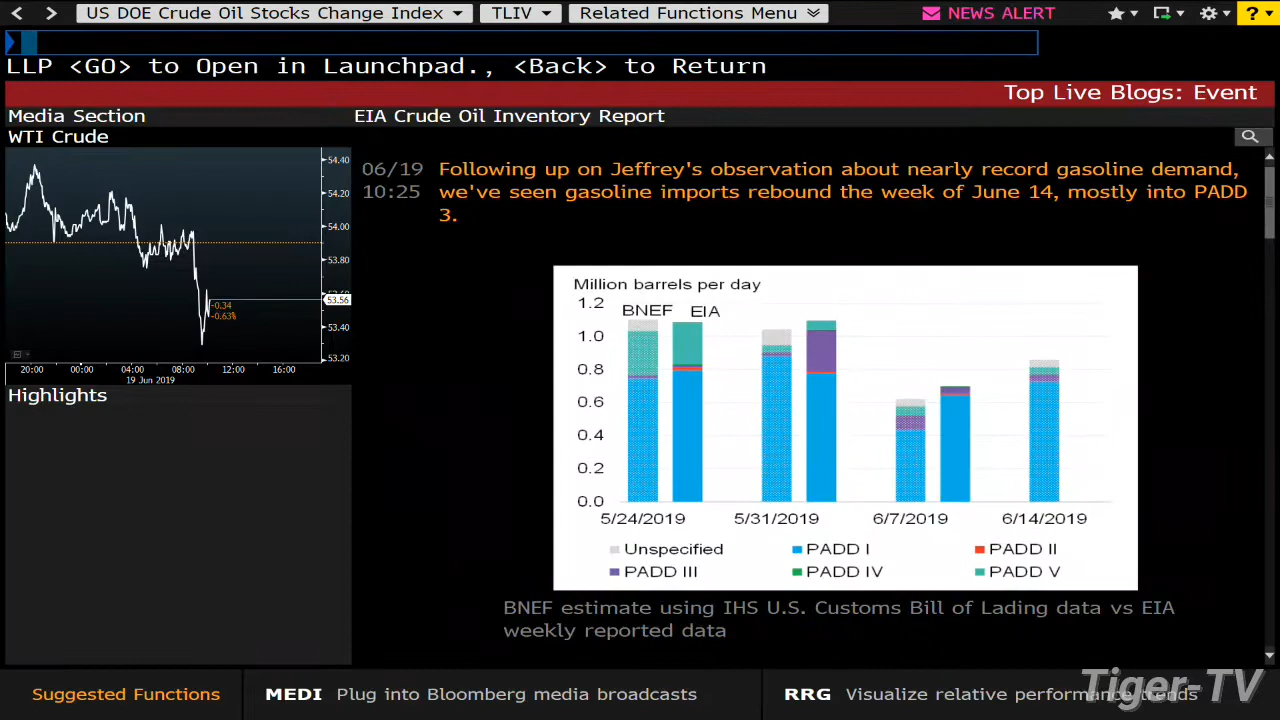 US DOE Crude Oil Stocks Change Index
TLIV
Related Functions Menu
NEWS ALERT
?
LLP <GO> to Open in Launchpad., <Back> to Return
Top Live Blogs: Event
Media Section
EIA Crude Oil Inventory Report
WTI Crude
54.40
54.20
54.00
53.80
53.60
53.56
53.40
53.20
-0.34
-0.63%
20:00 00:00 04:00 08:00 12:00 16:00
19 Jun 2019
Highlights
06/19
10:25
Following up on Jeffrey's observation about nearly record gasoline demand,
we've seen gasoline imports rebound the week of June 14, mostly into PADD
3.
Million barrels per day
1.2
1.0
0.8
0.6
0.4
0.2
0.0
BNEF EIA
5/24/2019 5/31/2019 6/7/2019 6/14/2019
Unspecified PADD I PADD II
PADD III PADD IV PADD V
BNEF estimate using IHS U.S. Customs Bill of Lading data vs EIA
weekly reported data
Suggested Functions
MEDI Plug into Bloomberg media broadcasts
RRG Visualize relative performance trends
Tiger-TV